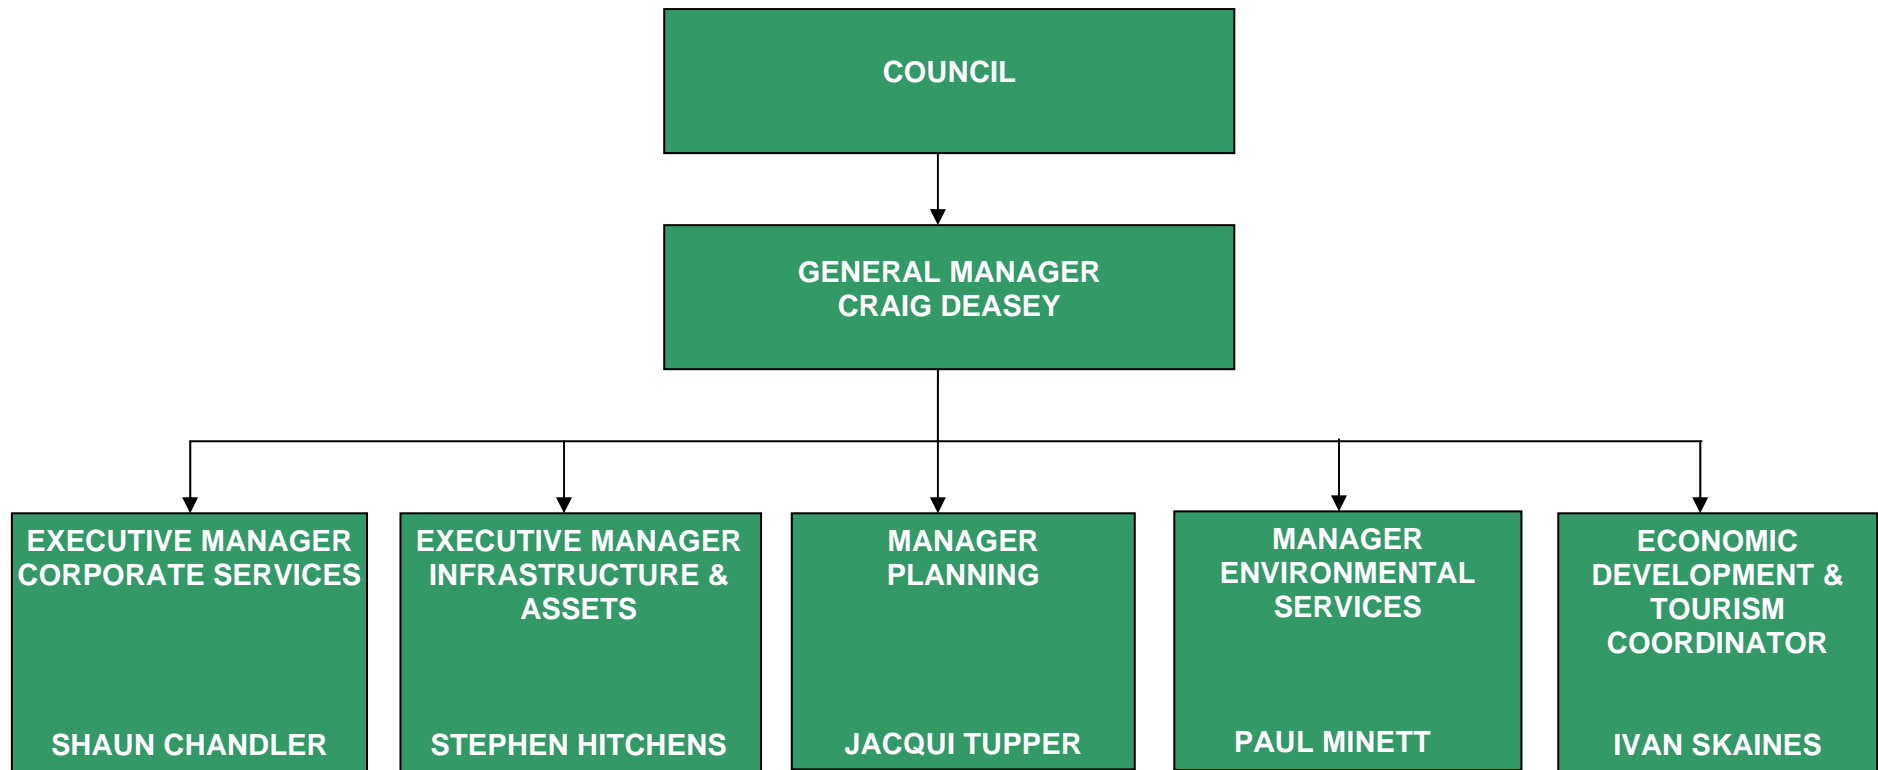 COUNCIL
GENERAL MANAGER
CRAIG DEASEY
EXECUTIVE MANAGER
CORPORATE SERVICES
SHAUN CHANDLER
EXECUTIVE MANAGER
INFRASTRUCTURE &
ASSETS
STEPHEN HITCHENS
MANAGER
PLANNING
JACQUI TUPPER
MANAGER
ENVIRONMENTAL
SERVICES
PAUL MINETT
ECONOMIC
DEVELOPMENT &
TOURISM
COORDINATOR
IVAN SKAINES